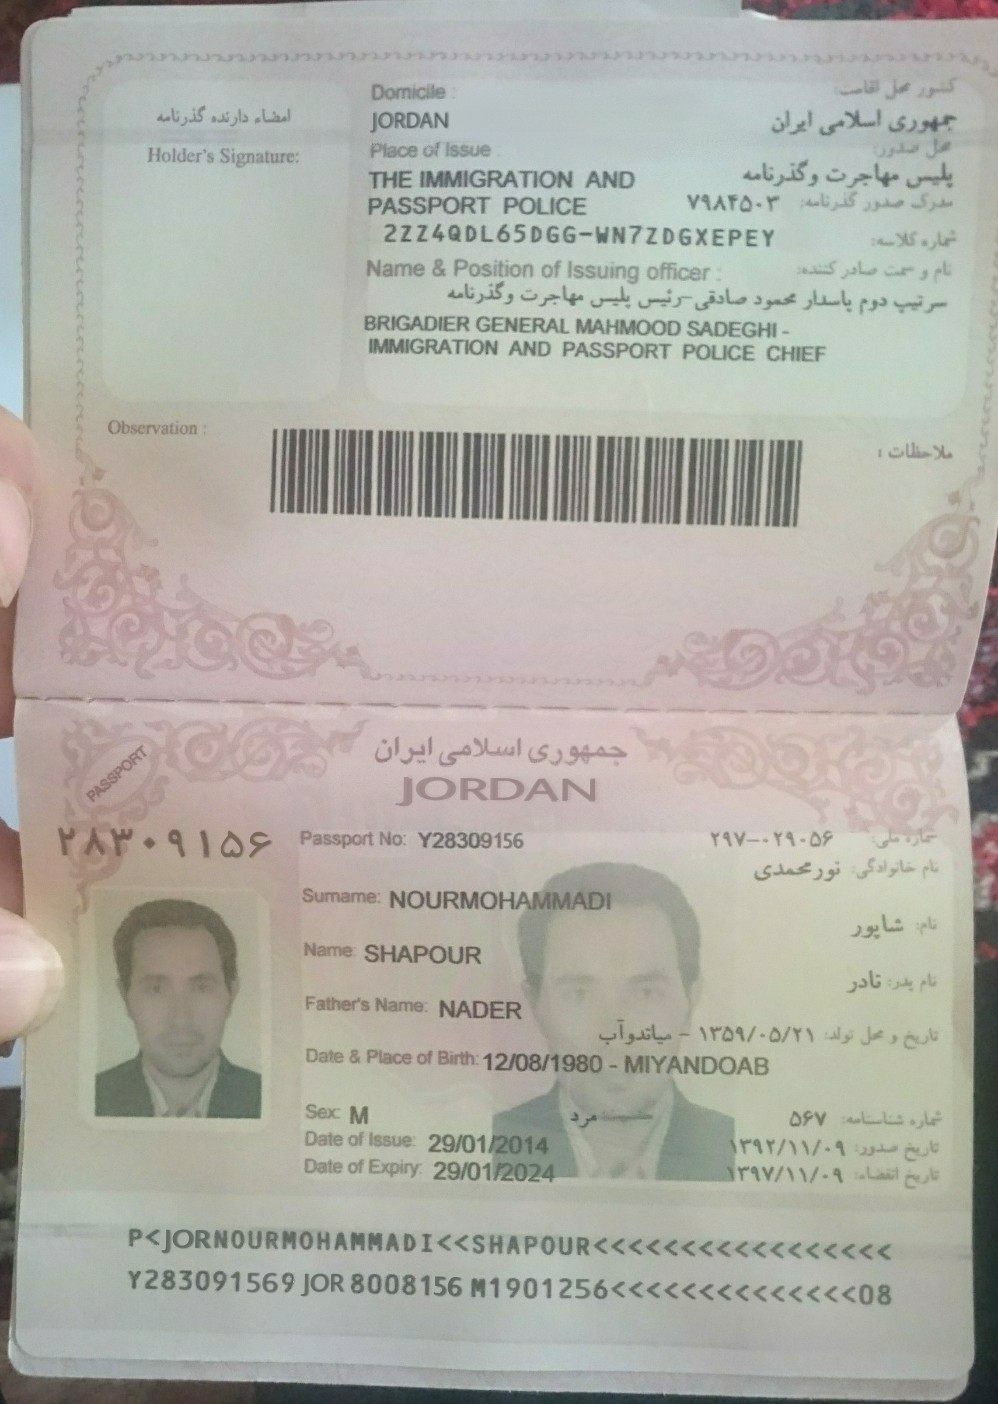 Domicile : کشور محل اقامت:
امضاء دارنده گذرنامه JORDAN جمهوری اسلامی ایران
Holder's Signature: Place of Issue : محل صدور:
THE IMMIGRATION AND پلیس مهاجرت وگذرنامه
PASSPORT POLICE مدرک صدور گذرنامه: ۷۹۸۴۵۰۳
2ZZ4QDL65DGG-WN7ZDGXEPEY شماره کلاسه:
Name & Position of Issuing officer : نام و سمت صادر کننده:
سرتیپ دوم پاسدار محمود صادقی-رئیس پلیس مهاجرت وگذرنامه
BRIGADIER GENERAL MAHMOOD SADEGHI -
IMMIGRATION AND PASSPORT POLICE CHIEF
Observation : ملاحظات :
PASSPORT
جمهوری اسلامی ایران
JORDAN
۲۸۳۰۹۱۵۶ Passport No: Y28309156 شماره ملی: ۲۹۷-۰۲۹۰۵۶
نام خانوادگی: نورمحمدی
Surname: NOURMOHAMMADI
نام: شاپور
Name: SHAPOUR
نام پدر: نادر
Father's Name: NADER
تاریخ و محل تولد: ۱۳۵۹/۰۵/۲۱ - میاندوآب
Date & Place of Birth: 12/08/1980 - MIYANDOAB
Sex: M مرد شماره شناسنامه: ۵۶۷
Date of Issue: 29/01/2014 تاریخ صدور: ۱۳۹۲/۱۱/۰۹
Date of Expiry: 29/01/2024 تاریخ انقضاء: ۱۳۹۷/۱۱/۰۹
P<JORNOURMOHAMMADI<<SHAPOUR<<<<<<<<<<<<<<<<<
Y283091569 JOR 8008156 M1901256<<<<<<<<<<<<<<08